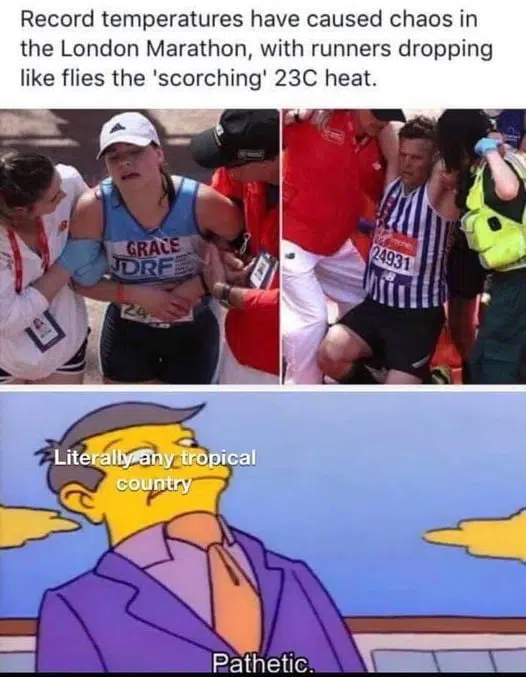 Record temperatures have caused chaos in
the London Marathon, with runners dropping
like flies the 'scorching' 23C heat.
GRACE
JDRF
24931
Literally any tropical
country
Pathetic.